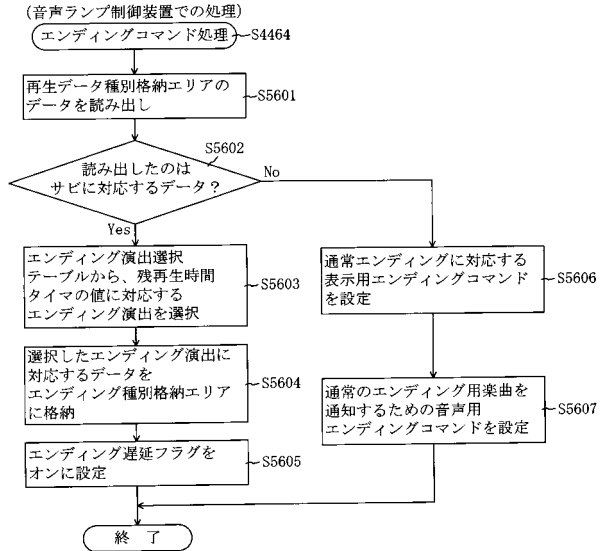 (音声ランプ制御装置での処理)
エンディングコマンド処理
S4464
再生データ種別格納エリアの
データを読み出し
S5601
S5602
読み出したのは
サビに対応するデータ?
No
Yes
エンディング演出選択
テーブルから、残再生時間
タイマの値に対応する
エンディング演出を選択
S5603
通常エンディングに対応する
表示用エンディングコマンド
を設定
S5606
選択したエンディング演出に
対応するデータを
エンディング種別格納エリア
に格納
S5604
通常のエンディング用楽曲を
通知するための音声用
エンディングコマンドを設定
S5607
エンディング遅延フラグを
オンに設定
S5605
終 了